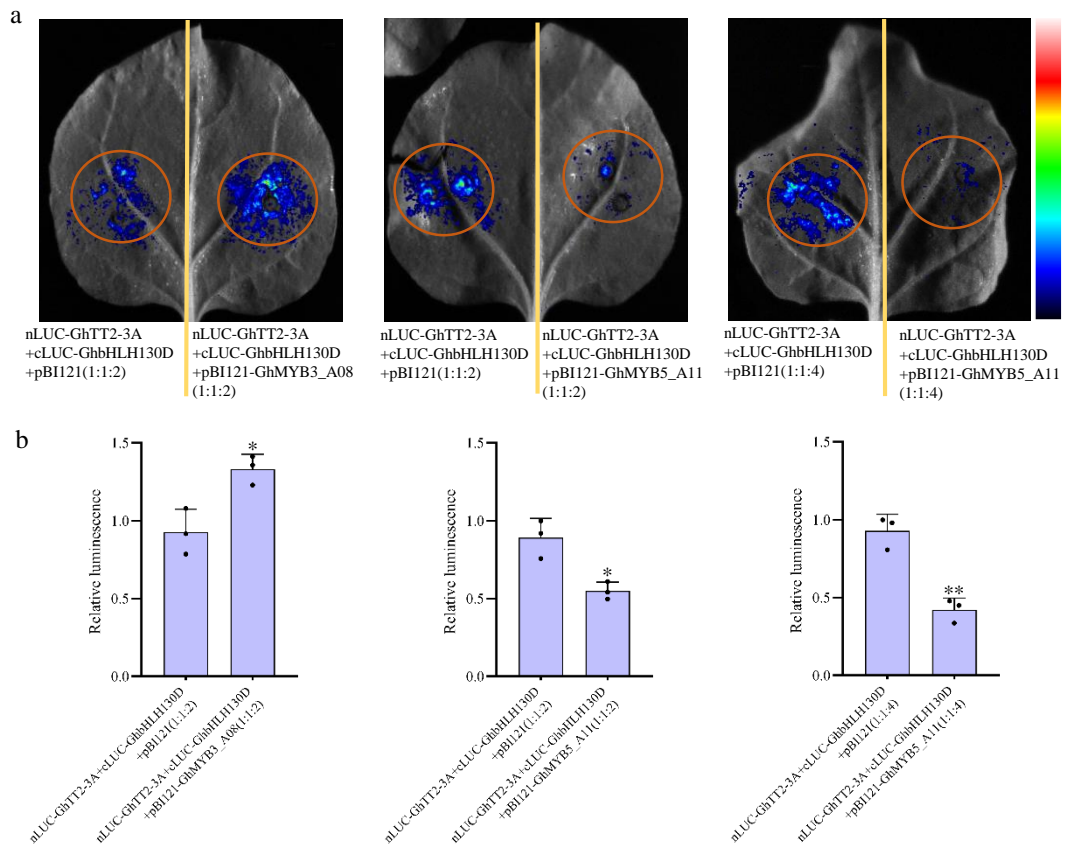 a
nLUC-GhTT2-3A
+cLUC-GhbHLH130D
+pBI121(1:1:2)
nLUC-GhTT2-3A
+cLUC-GhbHLH130D
+pBI121-GhMYB3_A08
(1:1:2)
nLUC-GhTT2-3A
+cLUC-GhbHLH130D
+pBI121(1:1:2)
nLUC-GhTT2-3A
+cLUC-GhbHLH130D
+pBI121-GhMYB5_A11
(1:1:2)
nLUC-GhTT2-3A
+cLUC-GhbHLH130D
+pBI121(1:1:4)
nLUC-GhTT2-3A
+cLUC-GhbHLH130D
+pBI121-GhMYB5_A11
(1:1:4)
b
Relative luminescence
1.5
1.0
0.5
0.0
*
nLUC-GhTT2-3A+cLUC-GhbHLH130D
+pBI121(1:1:2)
nLUC-GhTT2-3A+cLUC-GhbHLH130D
+pBI121-GhMYB3_A08(1:1:2)
Relative luminescence
1.5
1.0
0.5
0.0
*
nLUC-GhTT2-3A+cLUC-GhbHLH130D
+pBI121(1:1:2)
nLUC-GhTT2-3A+cLUC-GhbHLH130D
+pBI121-GhMYB5_A11(1:1:2)
Relative luminescence
1.5
1.0
0.5
0.0
**
nLUC-GhTT2-3A+cLUC-GhbHLH130D
+pBI121(1:1:4)
nLUC-GhTT2-3A+cLUC-GhbHLH130D
+pBI121-GhMYB5_A11(1:1:4)